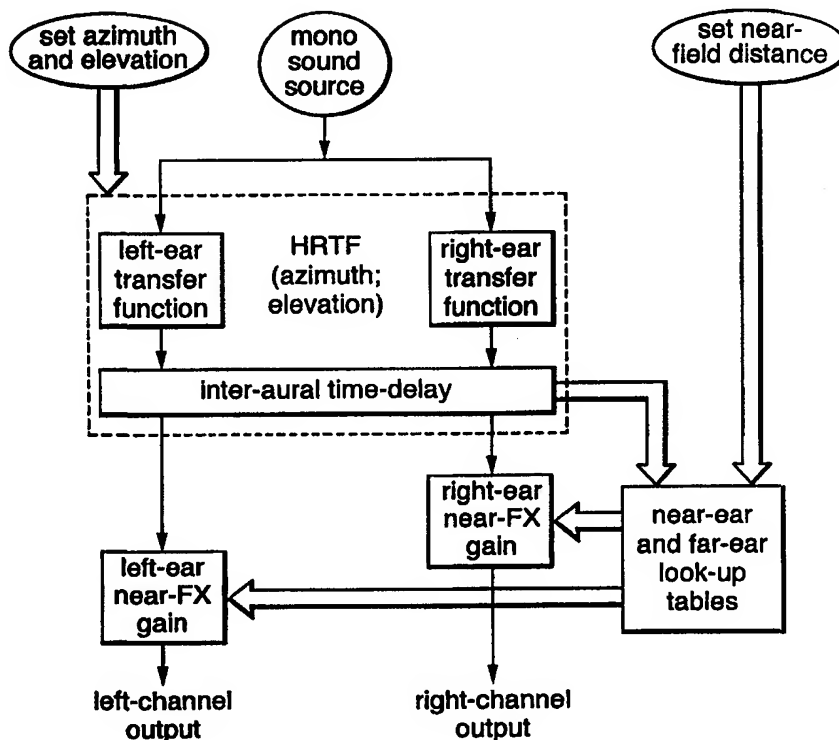 set azimuth
and elevation
mono
sound
source
set near-
field distance
left-ear
transfer
function
HRTF
(azimuth;
elevation)
right-ear
transfer
function
inter-aural time-delay
right-ear
near-FX
gain
near-ear
and far-ear
look-up
tables
left-ear
near-FX
gain
left-channel
output
right-channel
output